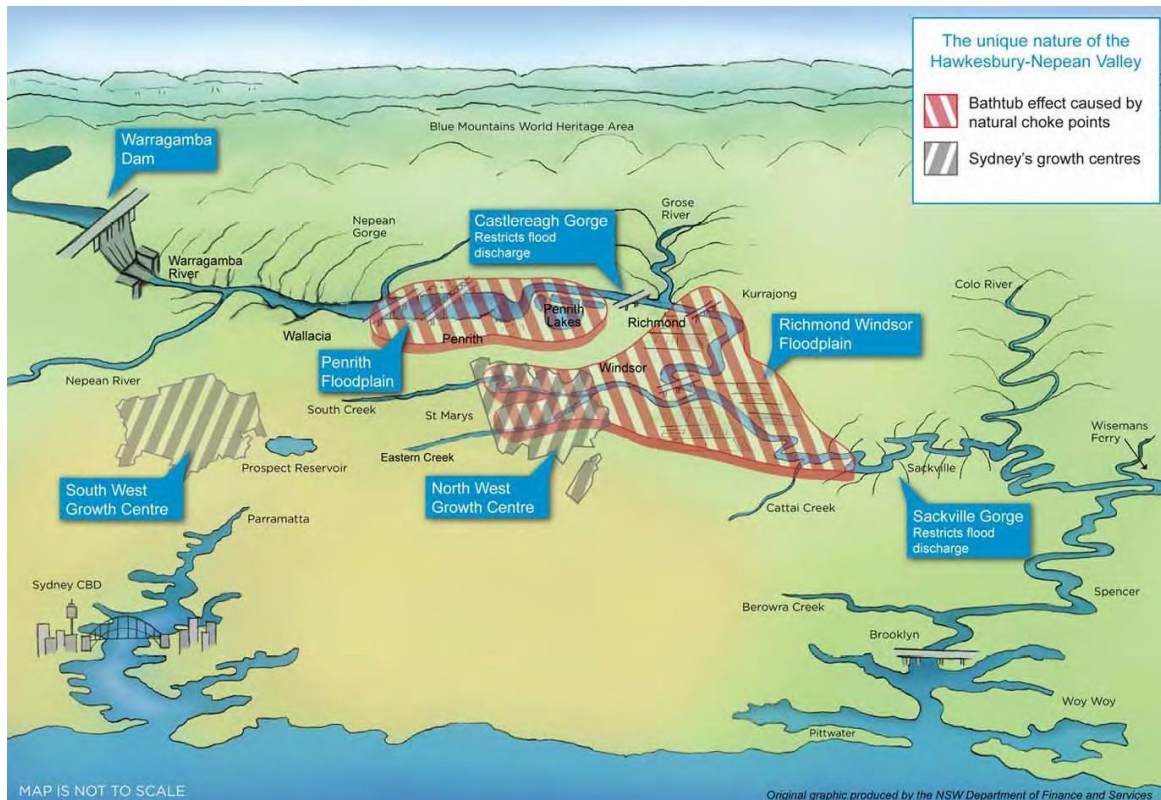 The unique nature of the
Hawkesbury-Nepean Valley
Bathtub effect caused by
natural choke points
Sydney's growth centres
Blue Mountains World Heritage Area
Warragamba
Dam
Nepean
Gorge
Castlereagh Gorge
Restricts flood
discharge
Grose
River
Warragamba
River
Kurrajong
Colo River
Penrith
Lakes
Richmond
Richmond Windsor
Floodplain
Wallacia
Penrith
Penrith
Floodplain
Windsor
Nepean River
South Creek
St Marys
Wisemans
Ferry
Eastern Creek
Prospect Reservoir
Sackville
South West
Growth Centre
North West
Growth Centre
Cattai Creek
Sackville Gorge
Restricts flood
discharge
Parramatta
Sydney CBD
Spencer
Berowra Creek
Brooklyn
Woy Woy
Pittwater
MAP IS NOT TO SCALE
Original graphic produced by the NSW Department of Finance and Services